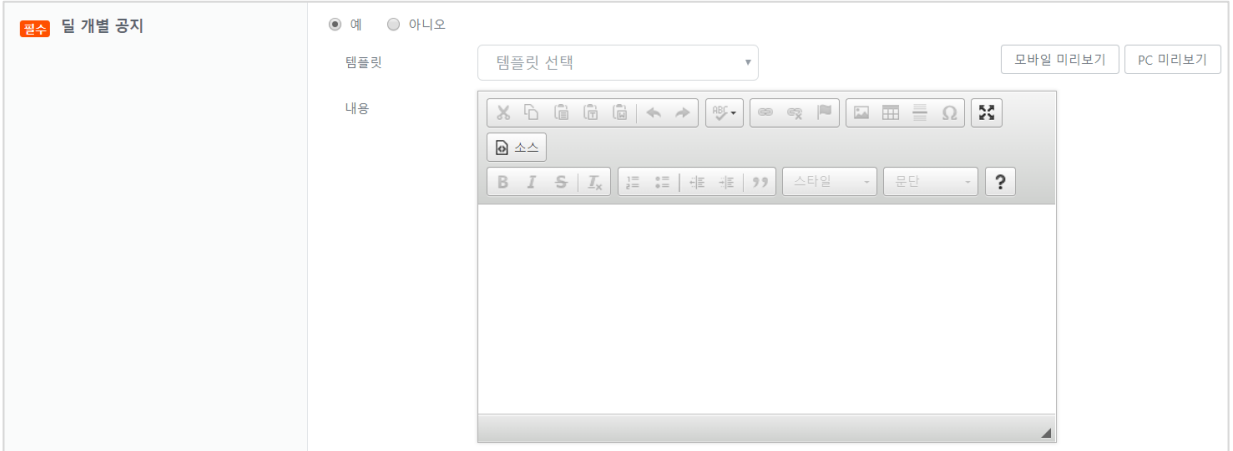 필수 딜 개별 공지
예 아니오
템플릿 템플릿 선택 모바일 미리보기 PC 미리보기
내용
ABC
소스
B I S Ix
스타일 문단 ?